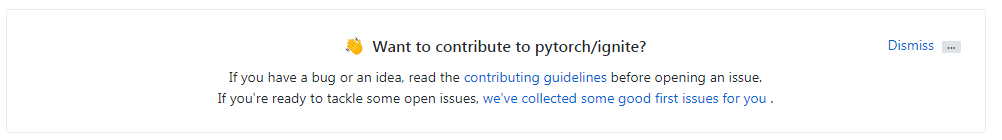 👋 Want to contribute to pytorch/ignite?
Dismiss ...
If you have a bug or an idea, read the contributing guidelines before opening an issue.
If you're ready to tackle some open issues, we've collected some good first issues for you .